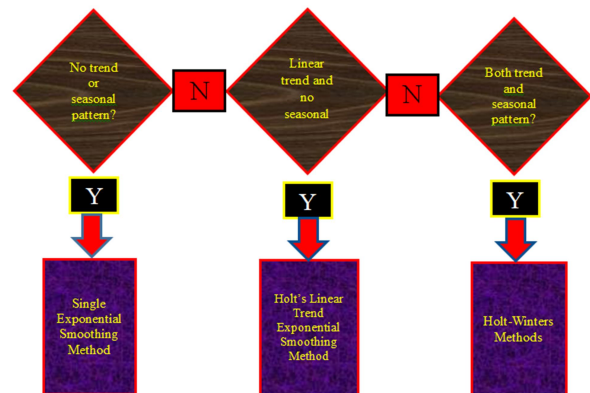 No trend
or
seasonal
pattern?
N
Linear
trend and
no
seasonal
N
Both trend
and
seasonal
pattern?
Y
Y
Y
Single
Exponential
Smoothing
Method
Holt's Linear
Trend
Exponential
Smoothing
Method
Holt-Winters
Methods